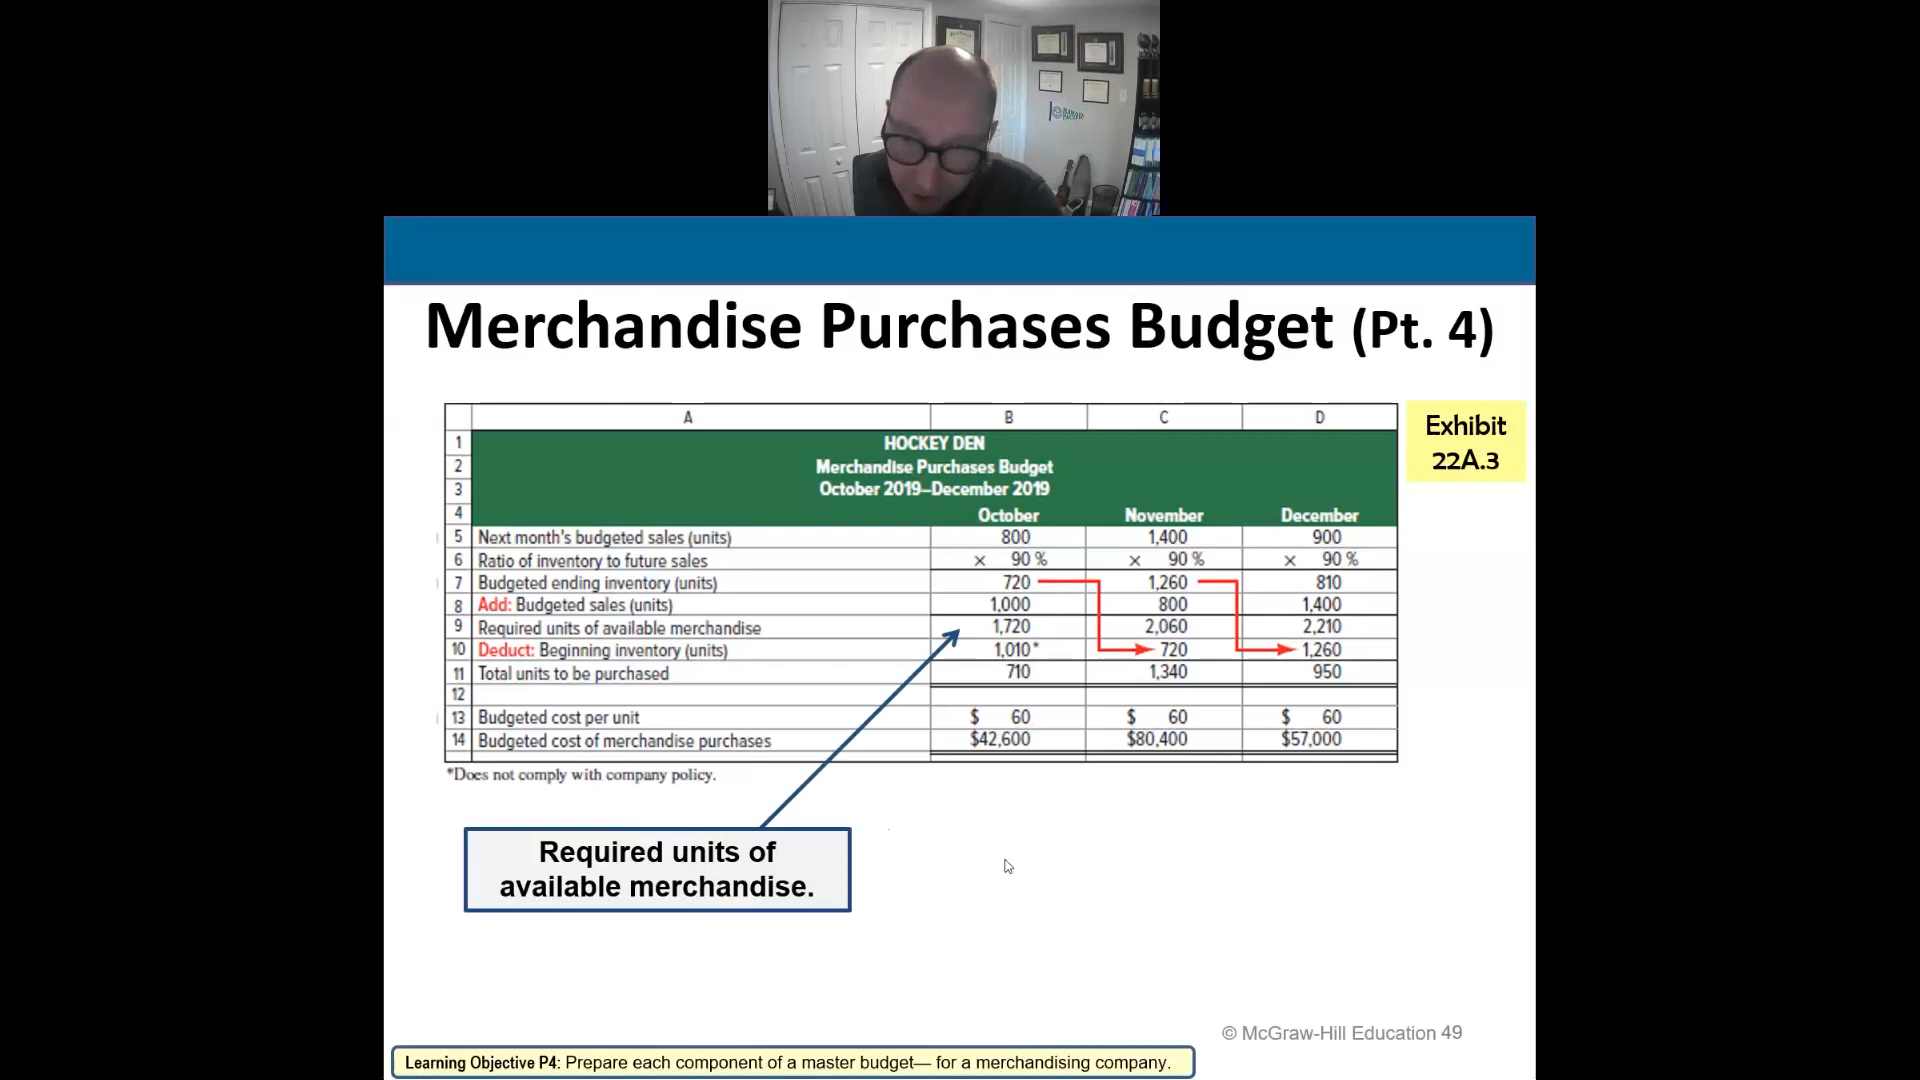 Merchandise Purchases Budget (Pt. 4)
Exhibit
22A.3
A B C D
1 HOCKEY DEN
2 Merchandise Purchases Budget
3 October 2019–December 2019
4 October November December
5 Next month's budgeted sales (units) 800 1,400 900
6 Ratio of inventory to future sales × 90 % × 90 % × 90 %
7 Budgeted ending inventory (units) 720 1,260 810
8 Add: Budgeted sales (units) 1,000 800 1,400
9 Required units of available merchandise 1,720 2,060 2,210
10 Deduct: Beginning inventory (units) 1,010* 720 1,260
11 Total units to be purchased 710 1,340 950
12
13 Budgeted cost per unit $ 60 $ 60 $ 60
14 Budgeted cost of merchandise purchases $42,600 $80,400 $57,000
*Does not comply with company policy.
Required units of
available merchandise.
© McGraw-Hill Education 49
Learning Objective P4: Prepare each component of a master budget— for a merchandising company.